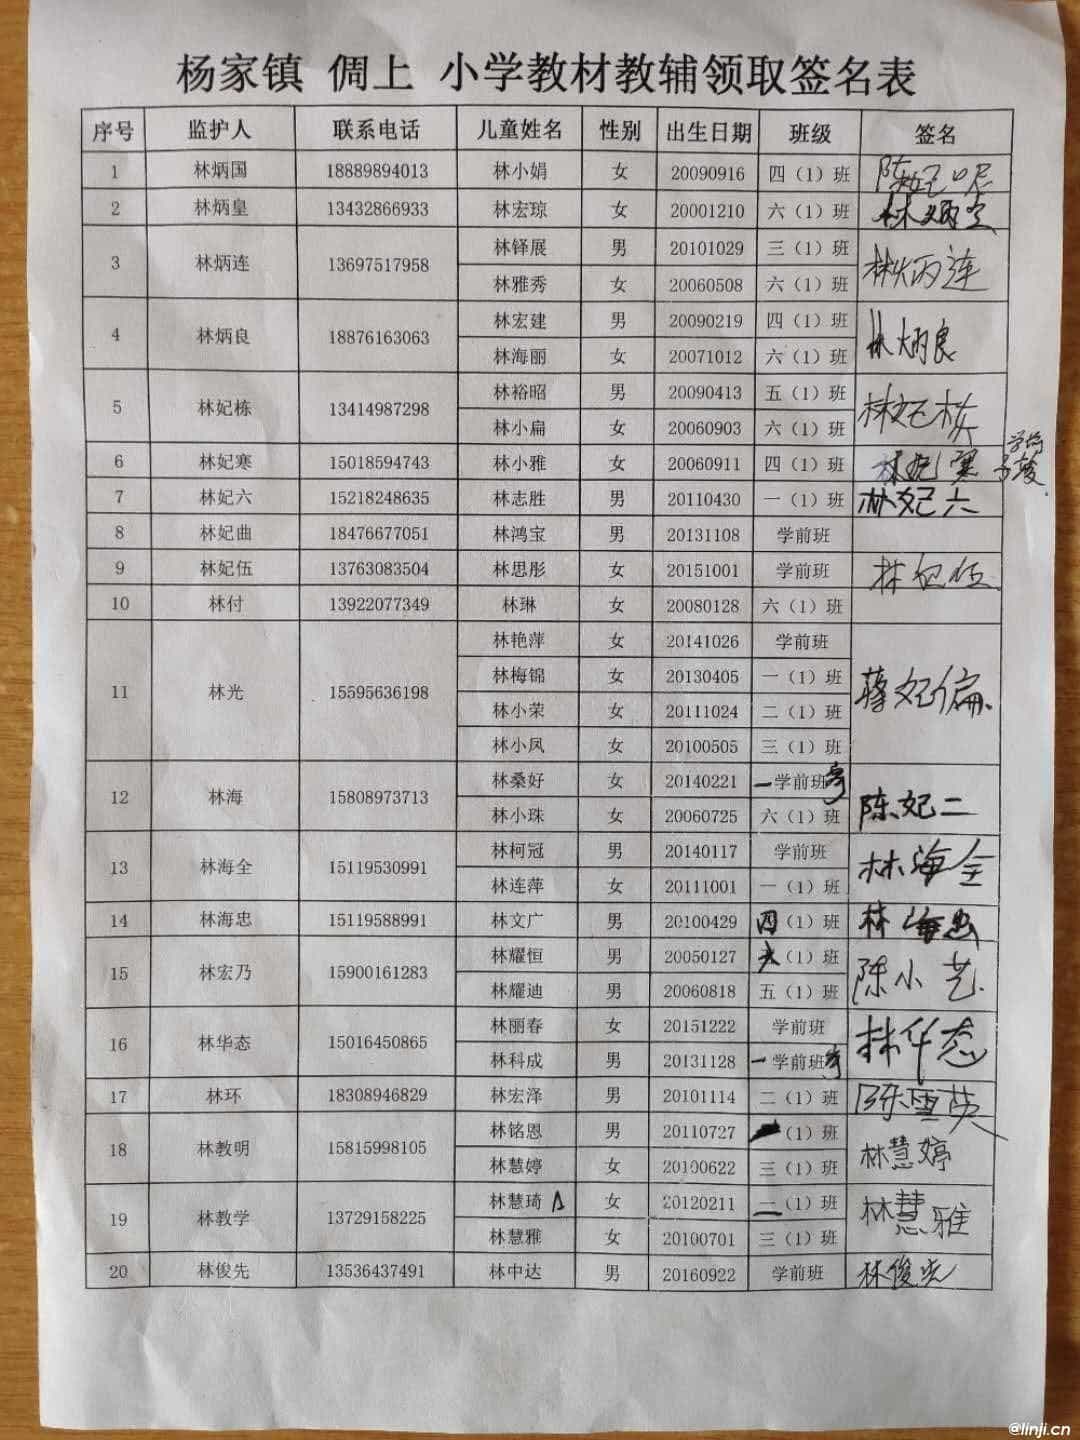 杨家镇 倜上 小学教材教辅领取签名表
序号 监护人 联系电话 儿童姓名 性别 出生日期 班级 签名
1 林炳国 18889894013 林小娟 女 20090916 四（1）班
2 林炳皇 13432866933 林宏琼 女 20001210 六（1）班 林炳皇
3 林炳连 13697517958 林铎展 男 20101029 三（1）班 林炳连
林雅秀 女 20060508 六（1）班
4 林炳良 18876163063 林宏建 男 20090219 四（1）班 林炳良
林海丽 女 20071012 六（1）班
5 林妃栋 13414987298 林裕昭 男 20090413 五（1）班 林妃栋
林小扁 女 20060903 六（1）班
6 林妃寒 15018594743 林小雅 女 20060911 四（1）班 林妃寒
7 林妃六 15218248635 林志胜 男 20110430 一（1）班 林妃六
8 林妃曲 18476677051 林鸿宝 男 20131108 学前班
9 林妃伍 13763083504 林思彤 女 20151001 学前班 林妃伍
10 林付 13922077349 林琳 女 20080128 六（1）班
11 林光 15595636198 林艳萍 女 20141026 学前班 蒋妃偏
林梅锦 女 20130405 一（1）班
林小荣 女 20111024 二（1）班
林小凤 女 20100505 三（1）班
12 林海 15808973713 林桑好 女 20140221 一学前班 陈妃二
林小珠 女 20060725 六（1）班
13 林海全 15119530991 林柯冠 男 20140117 学前班 林海全
林连萍 女 20111001 一（1）班
14 林海忠 15119588991 林文广 男 20100429 四（1）班 林海忠
15 林宏乃 15900161283 林耀恒 男 20050127 六（1）班 陈小艺
林耀迪 男 20060818 五（1）班
16 林华态 15016450865 林丽春 女 20151222 学前班 林华态
林科成 男 20131128 一学前班
17 林环 18308946829 林宏泽 男 20101114 二（1）班 陈雪英
18 林教明 15815998105 林铭恩 男 20110727 （1）班 林慧婷
林慧婷 女 20100622 三（1）班
19 林教学 13729158225 林慧琦 女 20120211 二（1）班 林慧雅
林慧雅 女 20100701 三（1）班
20 林俊先 13536437491 林中达 男 20160922 学前班 林俊先
@linji.cn